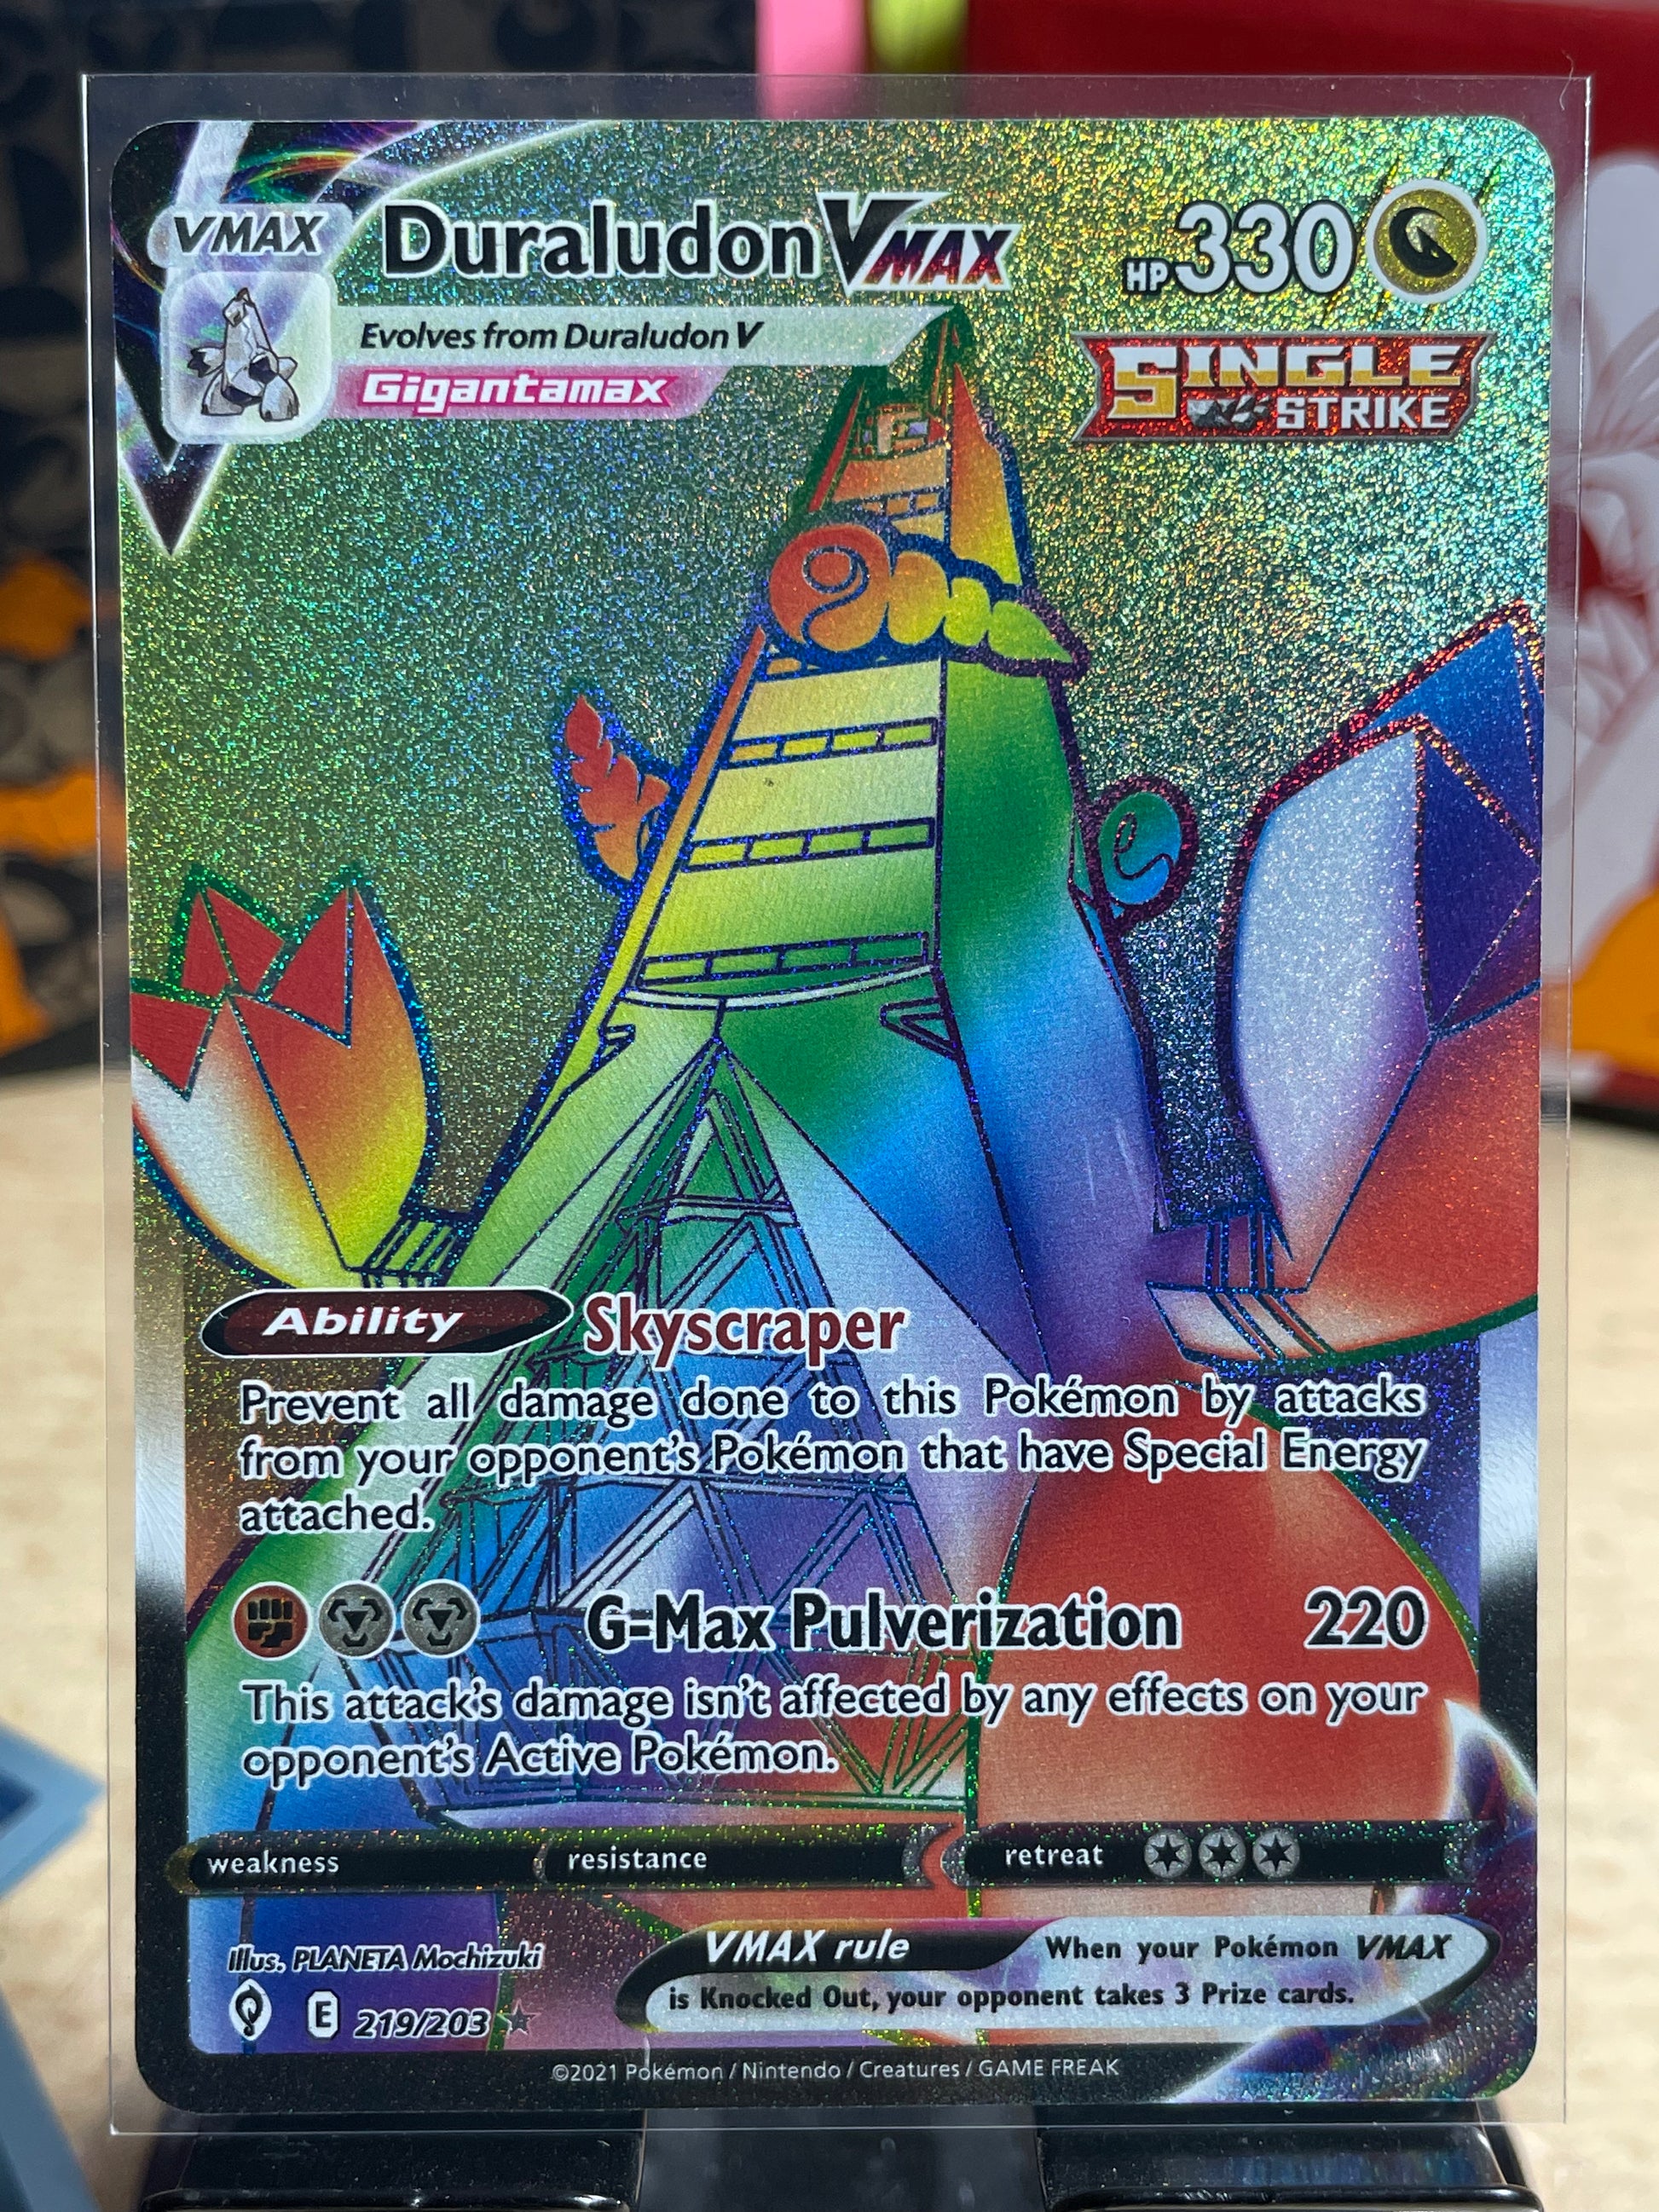 VMAX
Duraludon VMAX
HP 330
Evolves from Duraludon V
Gigantamax
SINGLE
STRIKE
Ability Skyscraper
Prevent all damage done to this Pokémon by attacks
from your opponent's Pokémon that have Special Energy
attached.
G-Max Pulverization 220
This attack's damage isn't affected by any effects on your
opponent's Active Pokémon.
weakness resistance retreat
Illus. PLANETA Mochizuki
VMAX rule When your Pokémon VMAX
is Knocked Out, your opponent takes 3 Prize cards.
E 219/203
©2021 Pokémon / Nintendo / Creatures / GAME FREAK